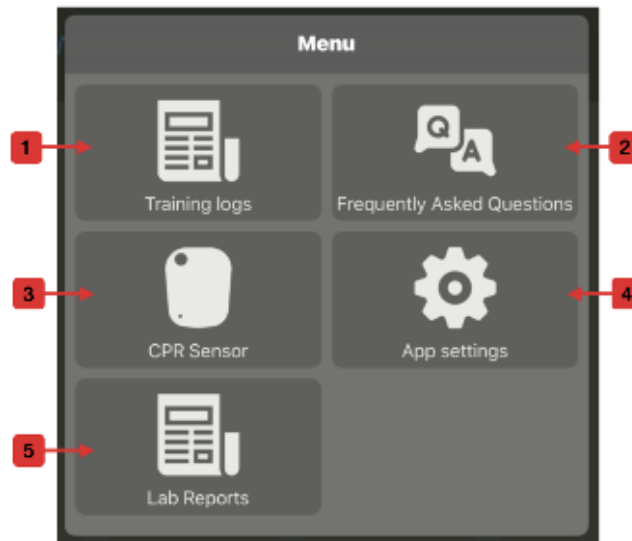 Menu
1
Training logs
Q
A
Frequently Asked Questions
2
3
CPR Sensor
App settings
4
5
Lab Reports